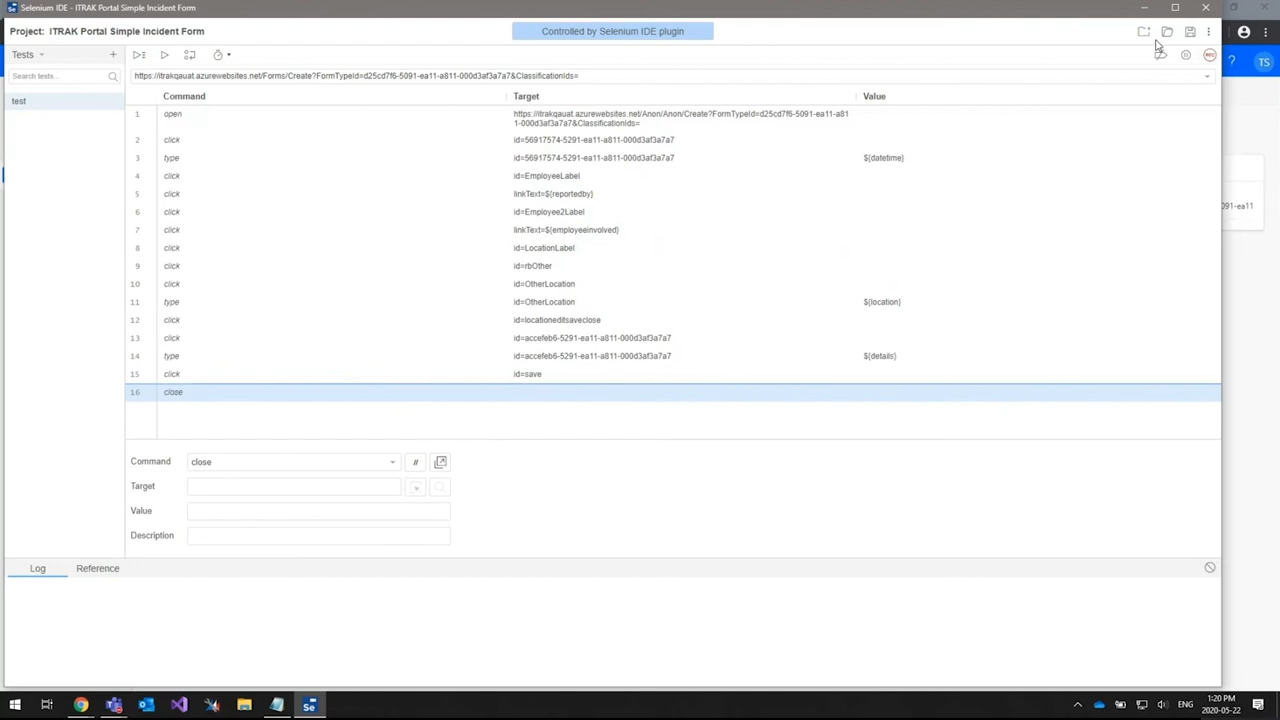 Selenium IDE - ITRAK Portal Simple Incident Form
Project: ITRAK Portal Simple Incident Form
Controlled by Selenium IDE plugin
Tests
REC
? TS
Search tests...
https://itrakqauat.azurewebsites.net/Forms/Create?FormTypeId=d25cd7f6-5091-ea11-a811-000d3af3a7a7&ClassificationIds=
test
Command Target Value
1 open https://itrakqauat.azurewebsites.net/Anon/Anon/Create?FormTypeId=d25cd7f6-5091-ea11-a81
1-000d3af3a7a7&ClassificationIds=
2 click id=56917574-5291-ea11-a811-000d3af3a7a7
3 type id=56917574-5291-ea11-a811-000d3af3a7a7 ${datetime}
4 click id=EmployeeLabel
5 click linkText=${reportedby}
6 click id=Employee2Label
091-ea11
7 click linkText=${employeeinvolved}
8 click id=LocationLabel
9 click id=rbOther
10 click id=OtherLocation
11 type id=OtherLocation ${location}
12 click id=locationeditsaveclose
13 click id=accefeb6-5291-ea11-a811-000d3af3a7a7
14 type id=accefeb6-5291-ea11-a811-000d3af3a7a7 ${details}
15 click id=save
16 close
Command close //
Target
Value
Description
Log Reference
Se
ENG
1:20 PM
2020-05-22